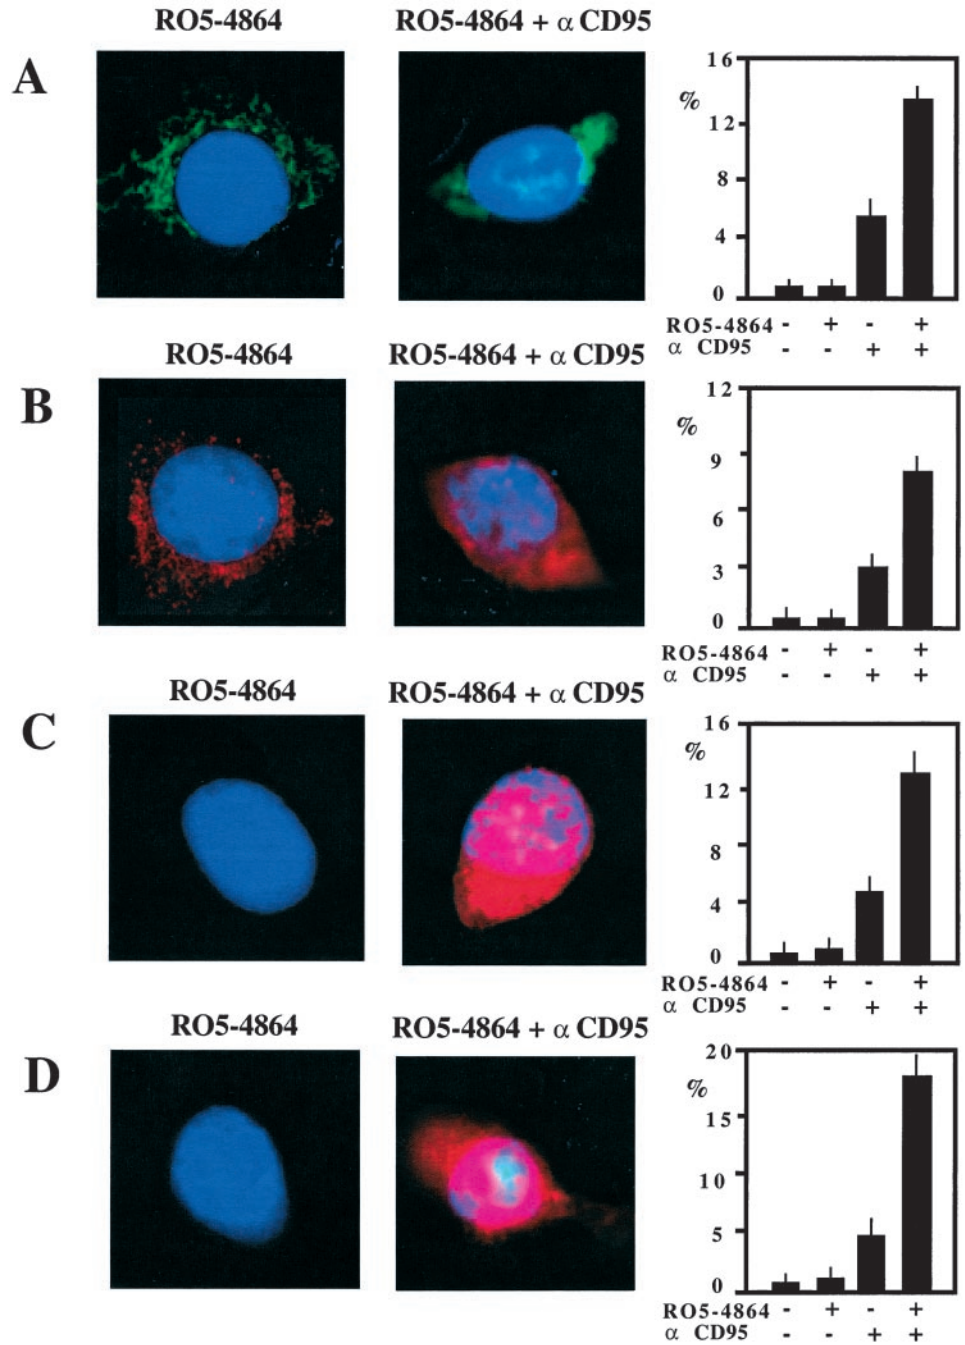 RO5-4864 RO5-4864 + α CD95
A
%
16
12
8
4
0
RO5-4864 - + - +
α CD95 - - + +
RO5-4864 RO5-4864 + α CD95
B
%
12
9
6
3
0
RO5-4864 - + - +
α CD95 - - + +
RO5-4864 RO5-4864 + α CD95
C
%
16
12
8
4
0
RO5-4864 - + - +
α CD95 - - + +
RO5-4864 RO5-4864 + α CD95
D
%
20
15
10
5
0
RO5-4864 - + - +
α CD95 - - + +